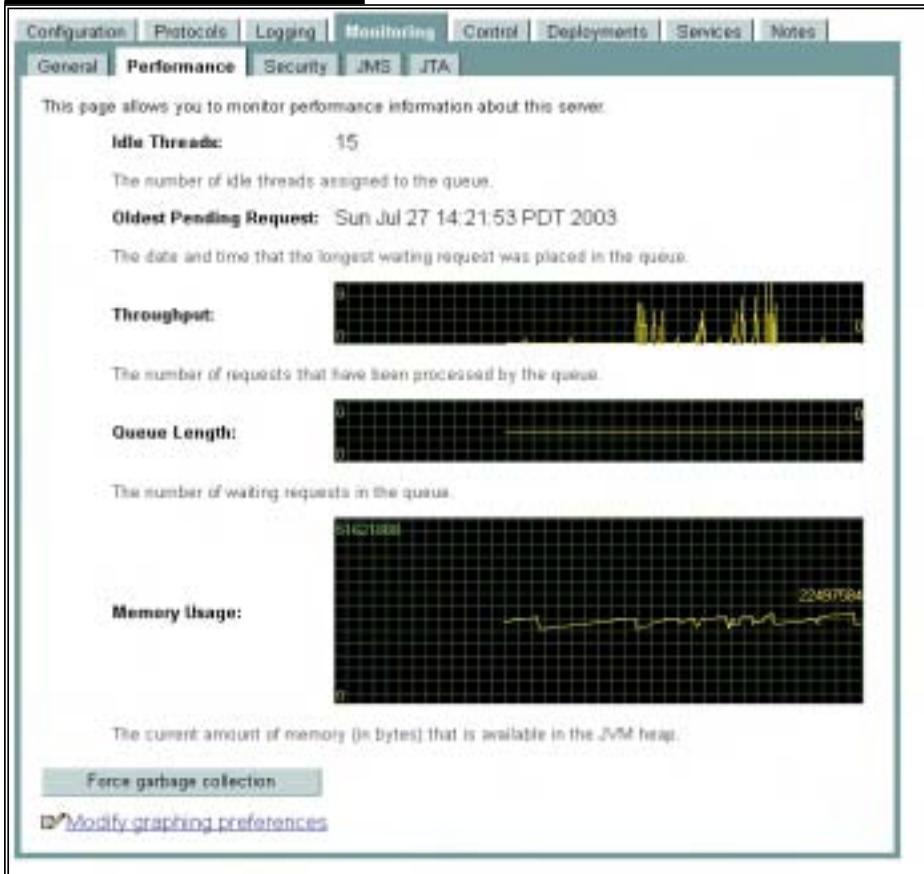 Configuration Protocols Logging Monitoring Control Deployments Services Notes
General Performance Security JMS JTA
This page allows you to monitor performance information about this server.
Idle Threads: 15
The number of idle threads assigned to the queue.
Oldest Pending Request: Sun Jul 27 14:21:53 PDT 2003
The date and time that the longest waiting request was placed in the queue.
9
Throughput:
0
0
The number of requests that have been processed by the queue.
0 0
Queue Length:
0
The number of waiting requests in the queue.
22497584
Memory Usage:
0
The current amount of memory (in bytes) that is available in the JVM heap.
Force garbage collection
Modify graphing preferences